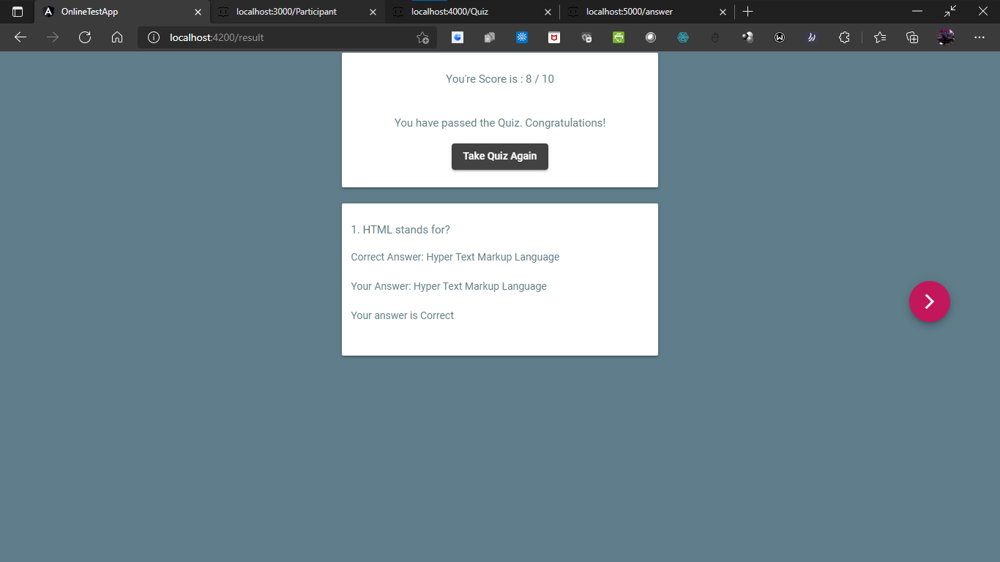 OnlineTestApp
localhost:3000/Participant
localhost:4000/Quiz
localhost:5000/answer
localhost:4200/result
You're Score is : 8 / 10
You have passed the Quiz. Congratulations!
Take Quiz Again
1. HTML stands for?
Correct Answer: Hyper Text Markup Language
Your Answer: Hyper Text Markup Language
Your answer is Correct